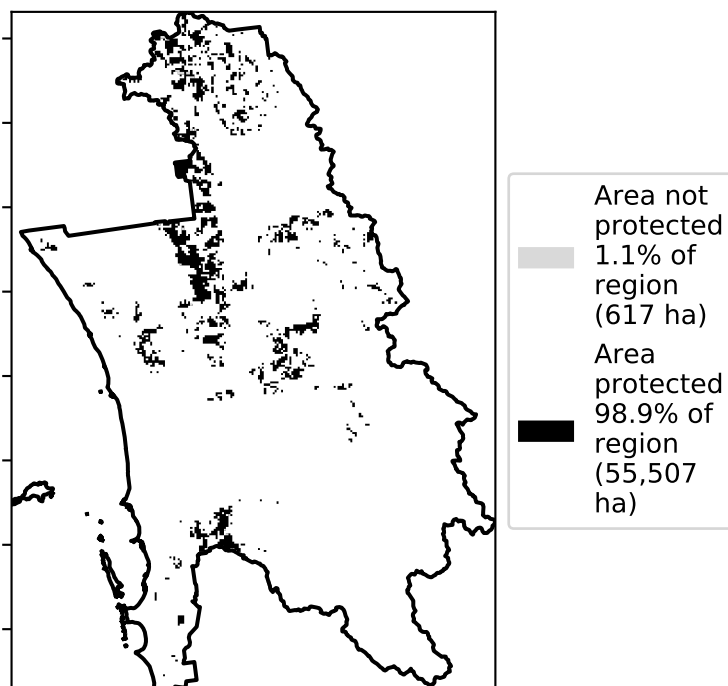 Area not
protected
1.1% of
region
(617 ha)
Area
protected
98.9% of
region
(55,507
ha)